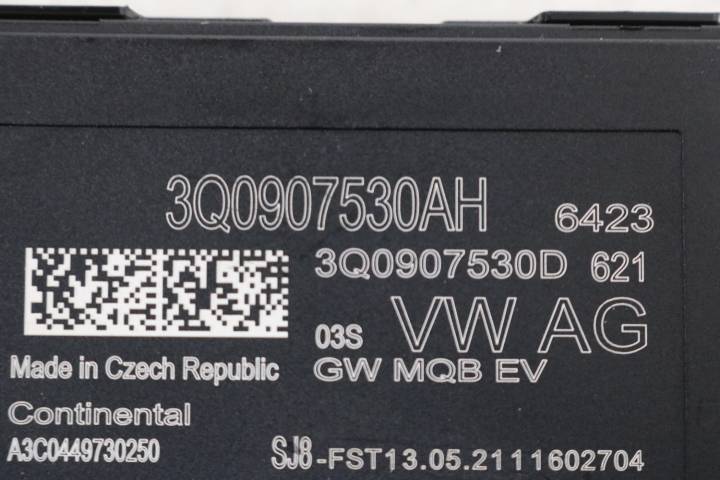 3Q0907530AH 6423
3Q0907530D 621
03S VW AG
Made in Czech Republic GW MQB EV
Continental
A3C0449730250 SJ8-FST13.05.2111602704